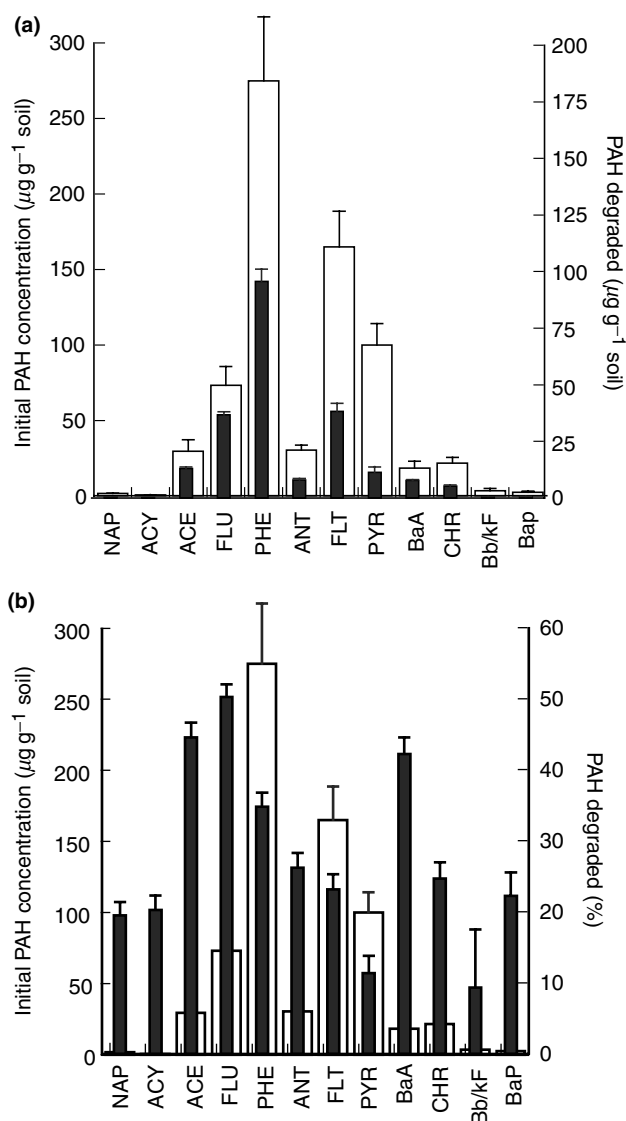 (a)
300
250
200
150
100
50
0
Initial PAH concentration (μg g−1 soil)
200
175
150
125
100
75
50
25
0
PAH degraded (μg g−1 soil)
NAP
ACY
ACE
FLU
PHE
ANT
FLT
PYR
BaA
CHR
Bb/kF
Bap
(b)
300
250
200
150
100
50
0
Initial PAH concentration (μg g−1 soil)
60
50
40
30
20
10
0
PAH degraded (%)
NAP
ACY
ACE
FLU
PHE
ANT
FLT
PYR
BaA
CHR
Bb/kF
BaP